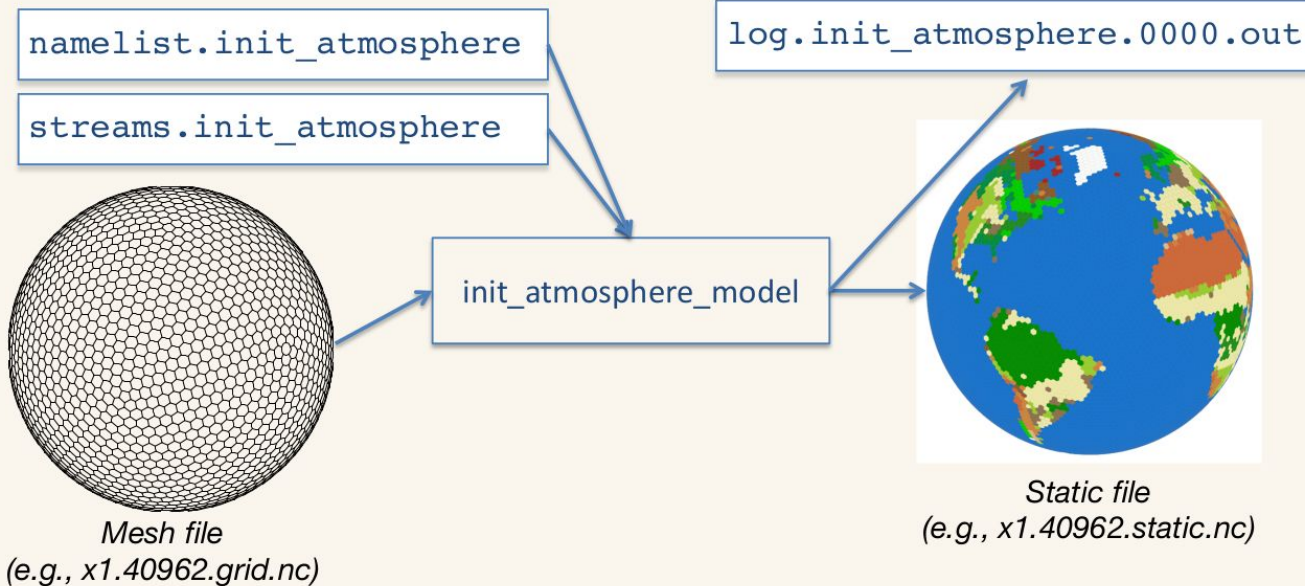 namelist.init_atmosphere
log.init_atmosphere.0000.out
streams.init_atmosphere
init_atmosphere_model
Mesh file
(e.g., x1.40962.grid.nc)
Static file
(e.g., x1.40962.static.nc)